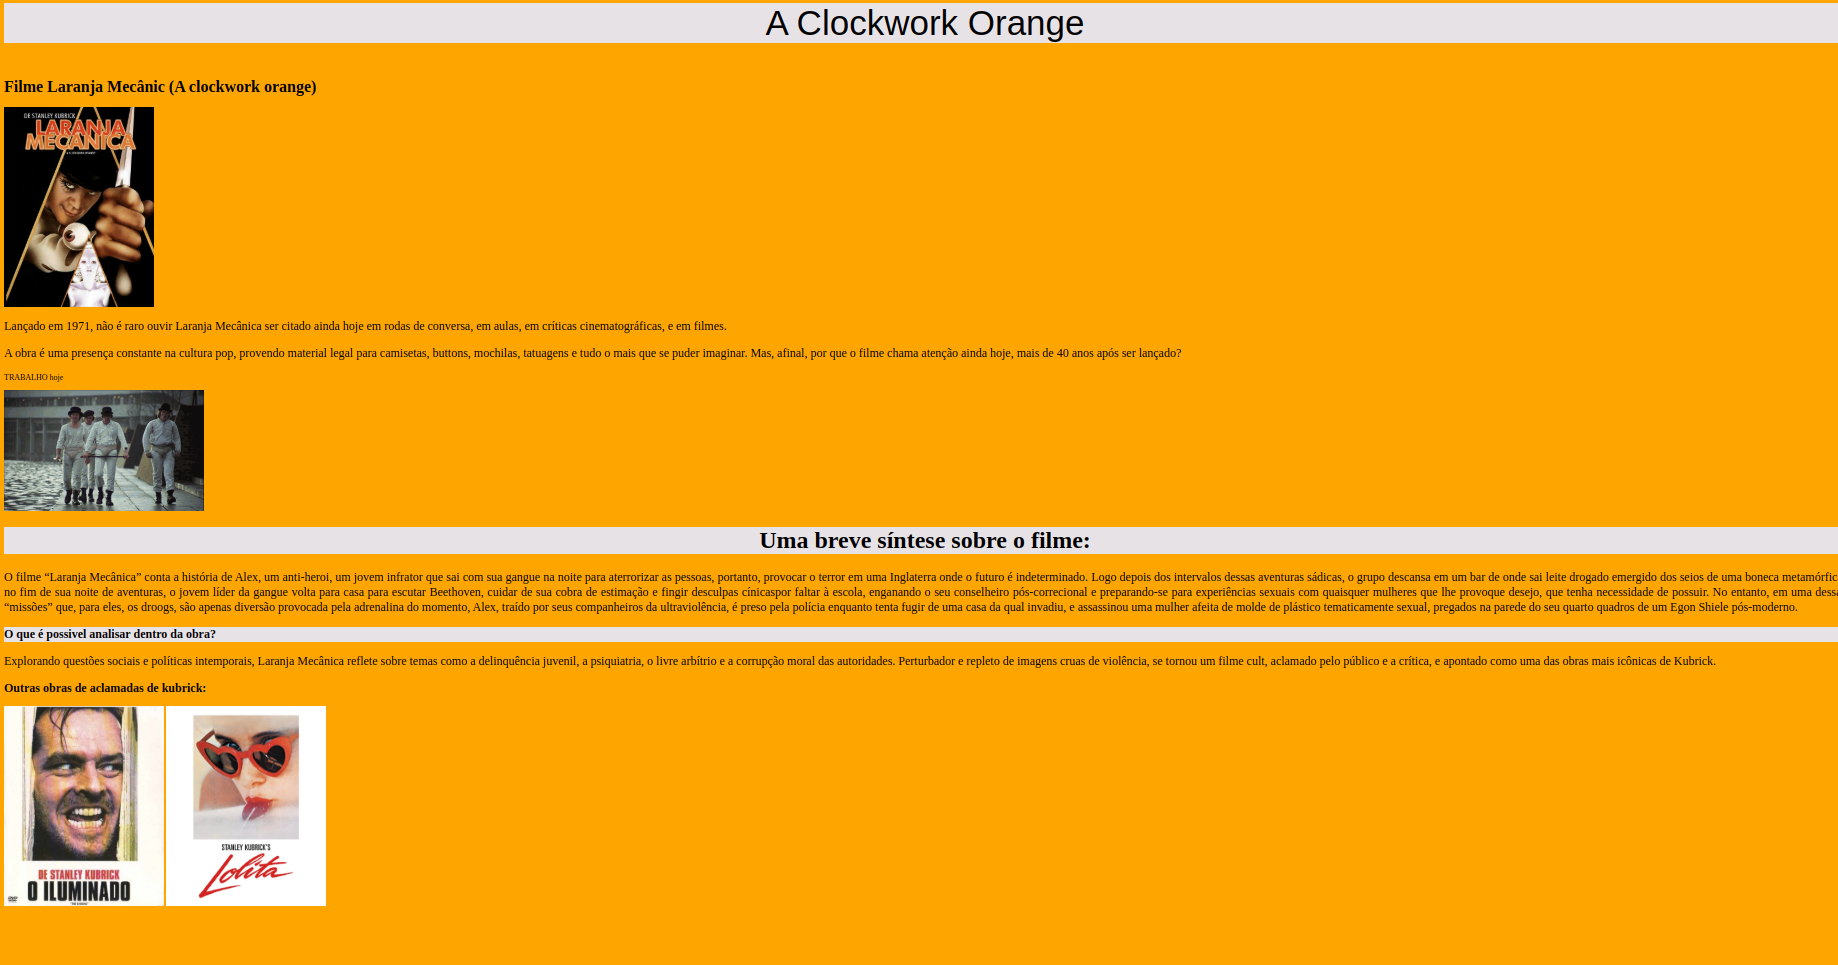 A Clockwork Orange
Filme Laranja Mecânic (A clockwork orange)
DE STANLEY KUBRICK
LARANJA
MECÂNICA
Lançado em 1971, não é raro ouvir Laranja Mecânica ser citado ainda hoje em rodas de conversa, em aulas, em críticas cinematográficas, e em filmes.
A obra é uma presença constante na cultura pop, provendo material legal para camisetas, buttons, mochilas, tatuagens e tudo o mais que se puder imaginar. Mas, afinal, por que o filme chama atenção ainda hoje, mais de 40 anos após ser lançado?
TRABALHO hoje
Uma breve síntese sobre o filme:
O filme “Laranja Mecânica” conta a história de Alex, um anti-heroi, um jovem infrator que sai com sua gangue na noite para aterrorizar as pessoas, portanto, provocar o terror em uma Inglaterra onde o futuro é indeterminado. Logo depois dos intervalos dessas aventuras sádicas, o grupo descansa em um bar de onde sai leite drogado emergido dos seios de uma boneca metamórfic
no fim de sua noite de aventuras, o jovem líder da gangue volta para casa para escutar Beethoven, cuidar de sua cobra de estimação e fingir desculpas cínicaspor faltar à escola, enganando o seu conselheiro pós-correcional e preparando-se para experiências sexuais com quaisquer mulheres que lhe provoque desejo, que tenha necessidade de possuir. No entanto, em uma dessa
“missões” que, para eles, os droogs, são apenas diversão provocada pela adrenalina do momento, Alex, traído por seus companheiros da ultraviolência, é preso pela polícia enquanto tenta fugir de uma casa da qual invadiu, e assassinou uma mulher afeita de molde de plástico tematicamente sexual, pregados na parede do seu quarto quadros de um Egon Shiele pós-moderno.
O que é possivel analisar dentro da obra?
Explorando questões sociais e políticas intemporais, Laranja Mecânica reflete sobre temas como a delinquência juvenil, a psiquiatria, o livre arbítrio e a corrupção moral das autoridades. Perturbador e repleto de imagens cruas de violência, se tornou um filme cult, aclamado pelo público e a crítica, e apontado como uma das obras mais icônicas de Kubrick.
Outras obras de aclamadas de kubrick:
DE STANLEY KUBRICK
O ILUMINADO
STANLEY KUBRICK'S
Lolita